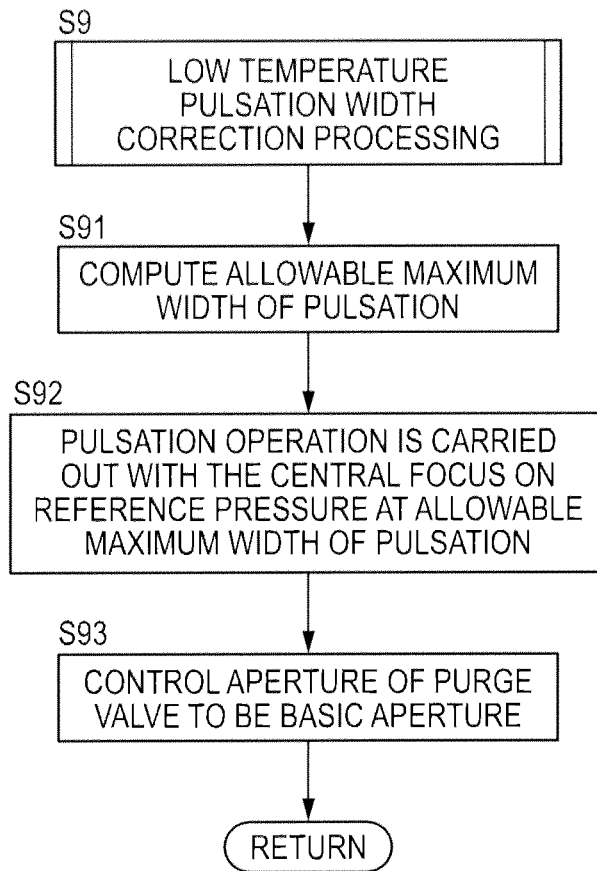 S9
LOW TEMPERATURE
PULSATION WIDTH
CORRECTION PROCESSING
S91
COMPUTE ALLOWABLE MAXIMUM
WIDTH OF PULSATION
S92
PULSATION OPERATION IS CARRIED
OUT WITH THE CENTRAL FOCUS ON
REFERENCE PRESSURE AT ALLOWABLE
MAXIMUM WIDTH OF PULSATION
S93
CONTROL APERTURE OF PURGE
VALVE TO BE BASIC APERTURE
RETURN